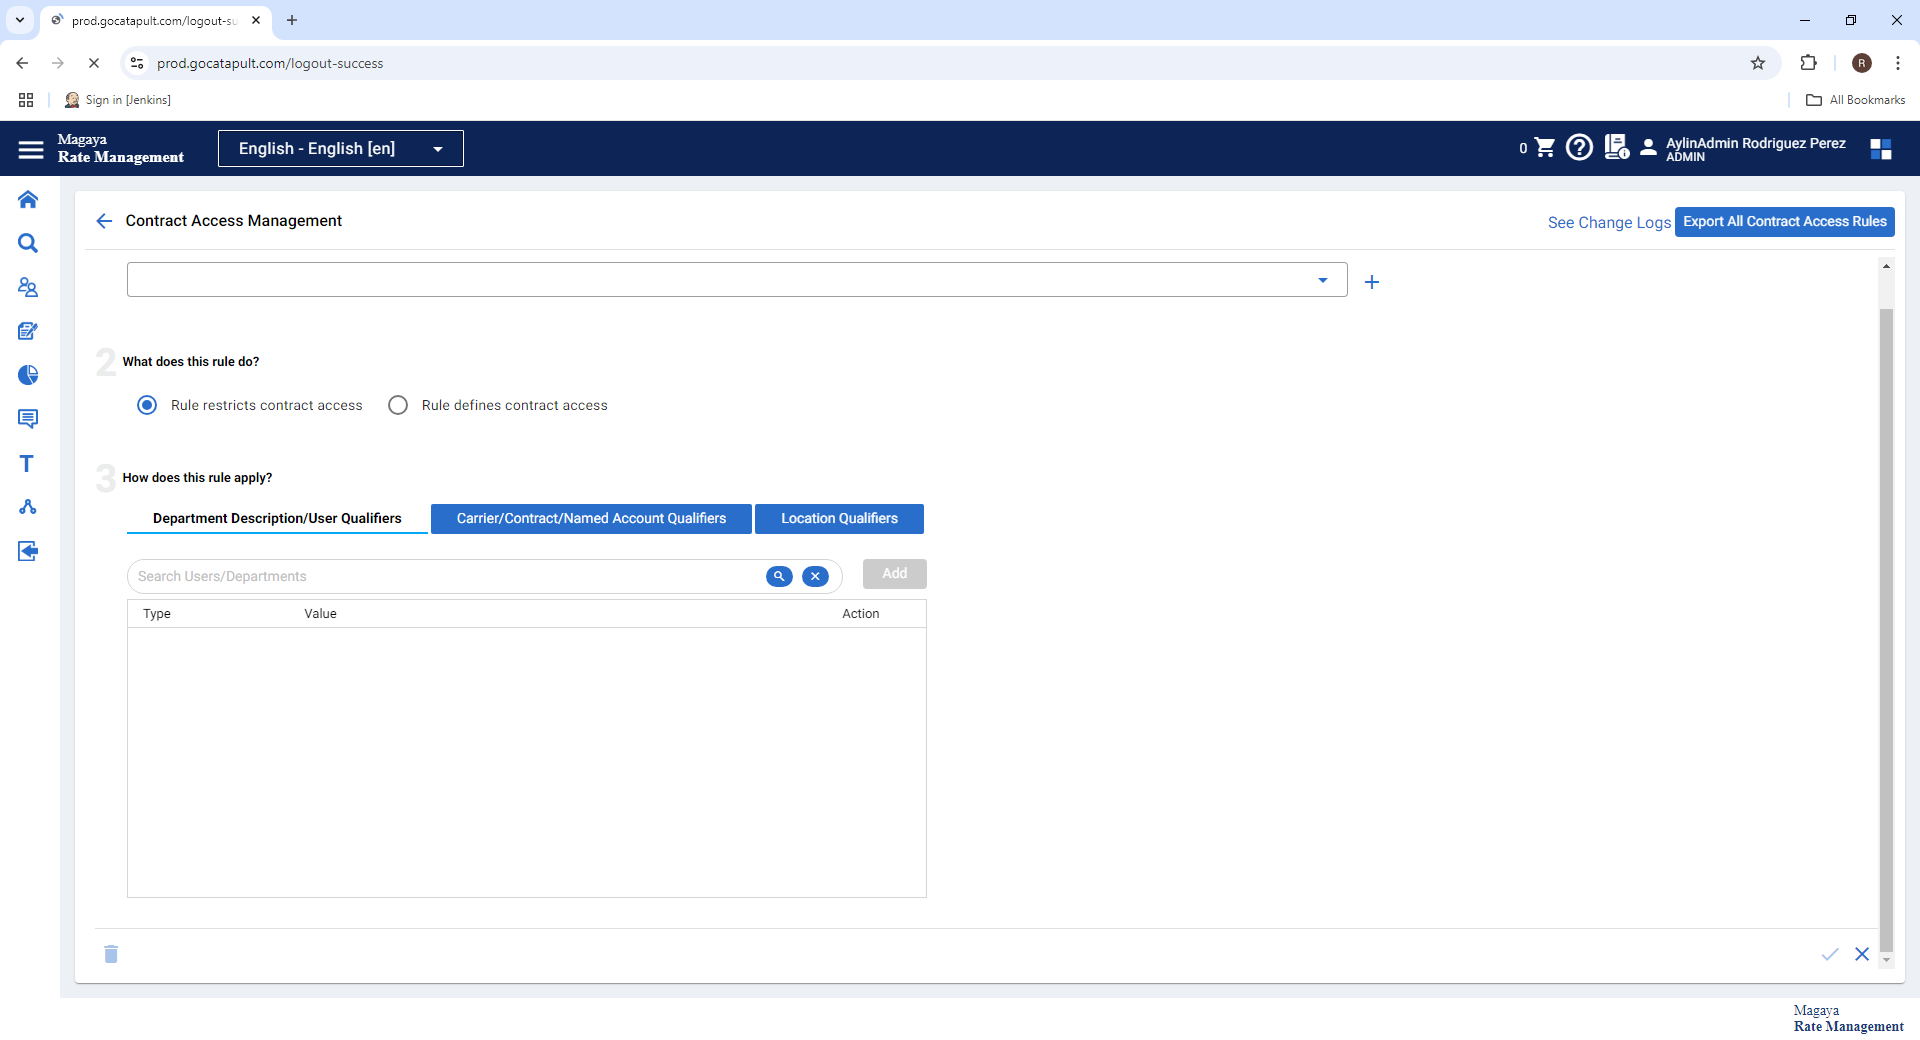 prod.gocatapult.com/logout-su
prod.gocatapult.com/logout-success
R
Sign in [Jenkins]
All Bookmarks
Magaya
Rate Management
English - English [en]
0
AylinAdmin Rodriguez Perez
ADMIN
Contract Access Management
See Change Logs
Export All Contract Access Rules
2 What does this rule do?
Rule restricts contract access
Rule defines contract access
3 How does this rule apply?
Department Description/User Qualifiers
Carrier/Contract/Named Account Qualifiers
Location Qualifiers
Search Users/Departments
Add
Type Value Action
Magaya
Rate Management